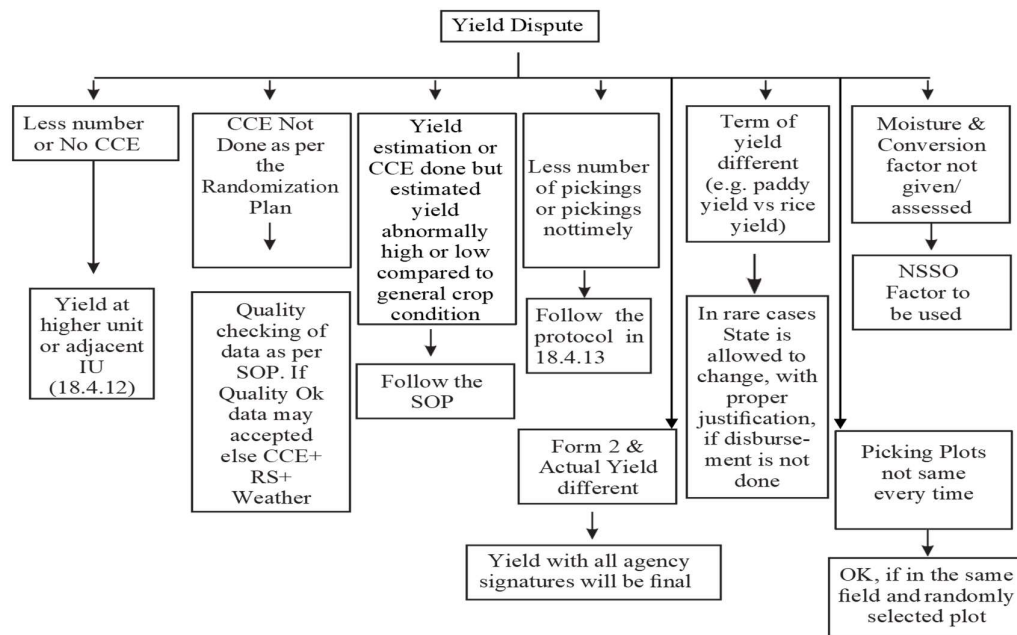 Yield Dispute
Less number
or No CCE
Yield at
higher unit
or adjacent
IU
(18.4.12)
CCE Not
Done as per
the
Randomization
Plan
Quality
checking of
data as per
SOP. If
Quality Ok
data may
accepted
else CCE+
RS+
Weather
Yield
estimation or
CCE done but
estimated
yield
abnormally
high or low
compared to
general crop
condition
Follow the
SOP
Less number
of pickings
or pickings
nottimely
Follow the
protocol in
18.4.13
Form 2 &
Actual Yield
different
Yield with all agency
signatures will be final
Term of
yield
different
(e.g. paddy
yield vs rice
yield)
In rare cases
State is
allowed to
change, with
proper
justification,
if disburse-
ment is not
done
Picking Plots
not same
every time
OK, if in the same
field and randomly
selected plot
Moisture &
Conversion
factor not
given/
assessed
NSSO
Factor to
be used